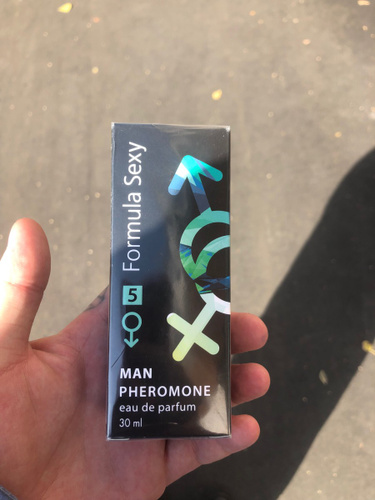 Formula Sexy
5
MAN
PHEROMONE
eau de parfum
30 ml